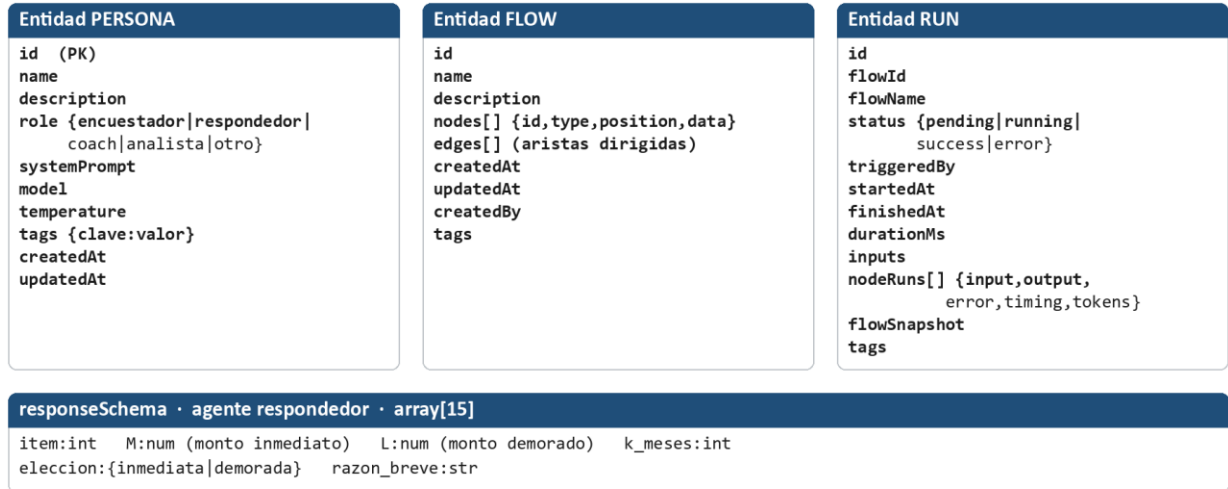 Entidad PERSONA
id (PK)
name
description
role {encuestador|respondedor|
coach|analista|otro}
systemPrompt
model
temperature
tags {clave:valor}
createdAt
updatedAt
Entidad FLOW
id
name
description
nodes[] {id,type,position,data}
edges[] (aristas dirigidas)
createdAt
updatedAt
createdBy
tags
Entidad RUN
id
flowId
flowName
status {pending|running|
success|error}
triggeredBy
startedAt
finishedAt
durationMs
inputs
nodeRuns[] {input,output,
error,timing,tokens}
flowSnapshot
tags
responseSchema · agente respondedor · array[15]
item:int M:num (monto inmediato) L:num (monto demorado) k_meses:int
eleccion:{inmediata|demorada} razon_breve:str